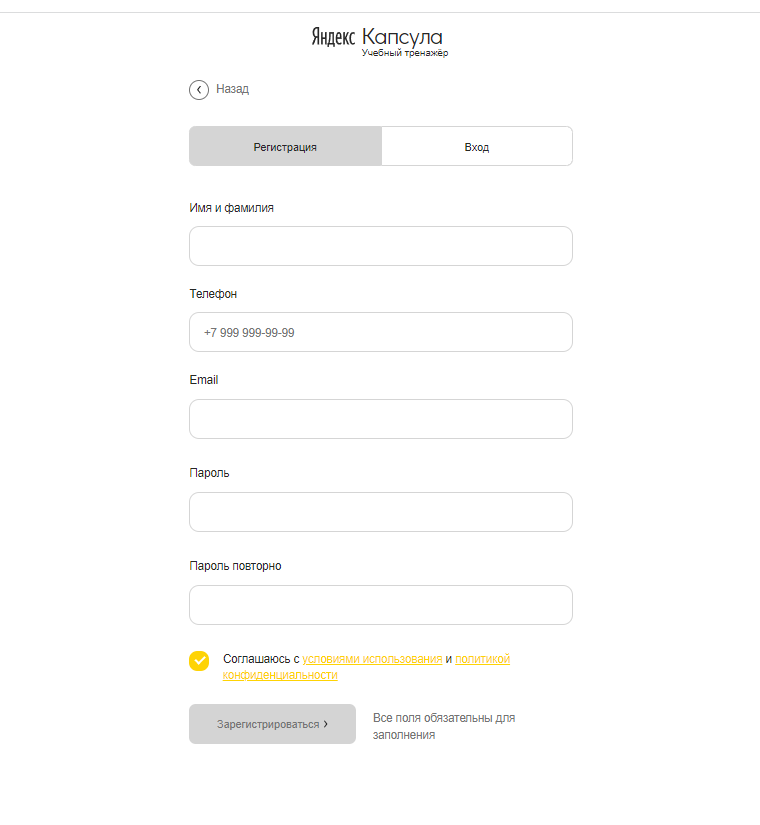 Яндекс Капсула
Учебный тренажёр
Назад
Регистрация
Вход
Имя и фамилия
Телефон
+7 999 999-99-99
Email
Пароль
Пароль повторно
Соглашаюсь с условиями использования и политикой
конфиденциальности
Зарегистрироваться ›
Все поля обязательны для
заполнения